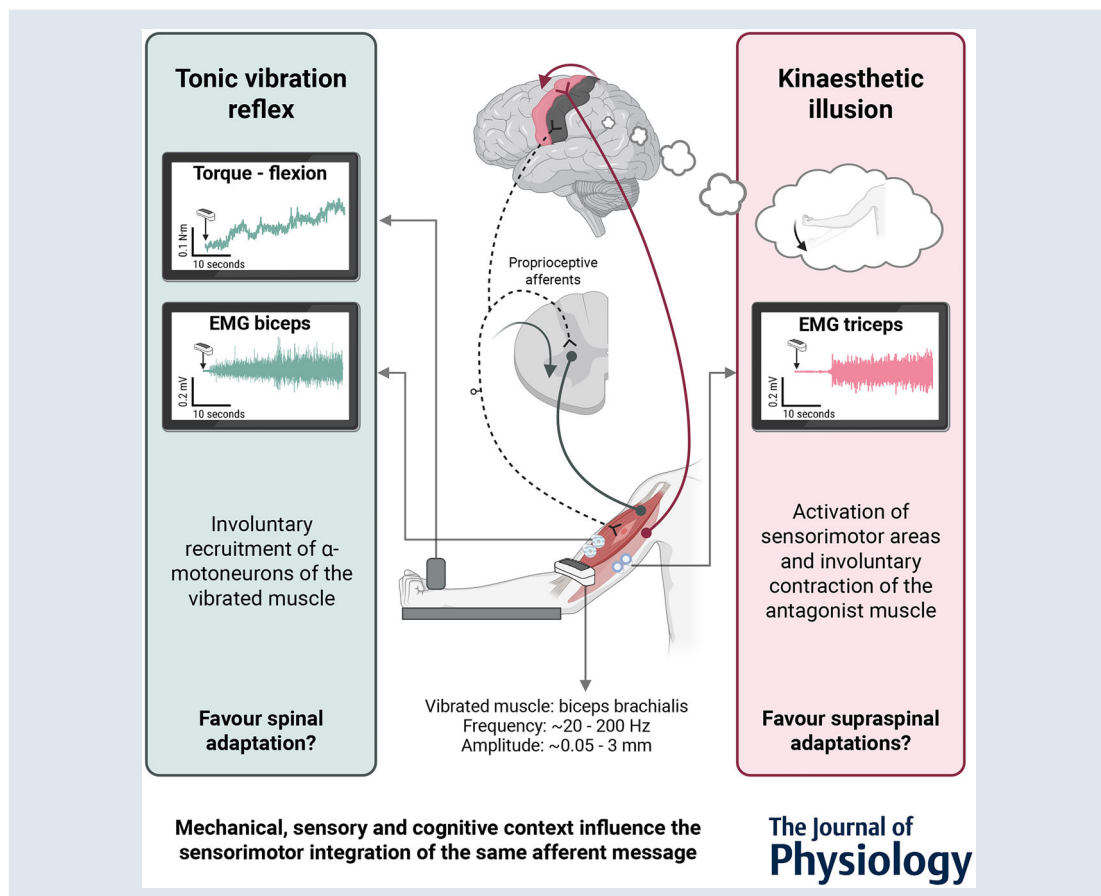 Tonic vibration
reflex
Torque - flexion
0.1 N·m
10 seconds
EMG biceps
0.2 mV
10 seconds
Involuntary
recruitment of α-
motoneurons of the
vibrated muscle
Favour spinal
adaptation?
Proprioceptive
afferents
Vibrated muscle: biceps brachialis
Frequency: ~20 - 200 Hz
Amplitude: ~0.05 - 3 mm
Kinaesthetic
illusion
EMG triceps
0.2 mV
10 seconds
Activation of
sensorimotor areas
and involuntary
contraction of the
antagonist muscle
Favour supraspinal
adaptations?
Mechanical, sensory and cognitive context influence the
sensorimotor integration of the same afferent message
The Journal of
Physiology